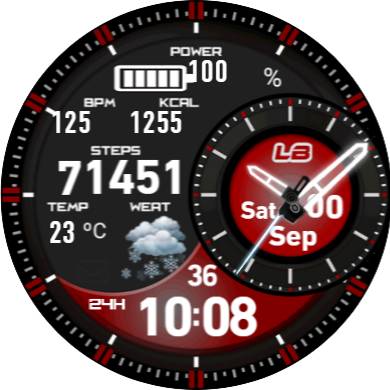 POWER
100 %
BPM KCAL
125 1255
STEPS
71451
TEMP WEAT
23 °C
LB
Sat 00
Sep
36
24H 10:08